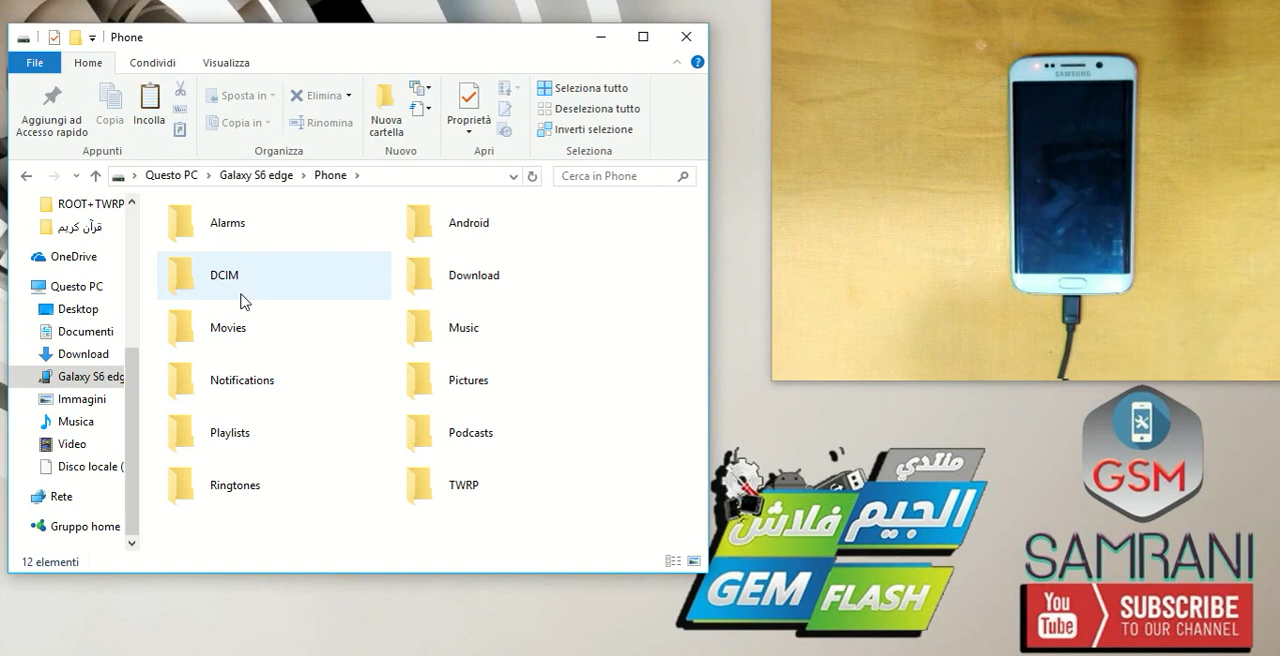 Phone
File
Home
Condividi
Visualizza
Aggiungi ad
Accesso rapido
Copia
Incolla
Appunti
Sposta in
Copia in
Elimina
Rinomina
Organizza
Nuova
cartella
Nuovo
Proprietà
Apri
Seleziona tutto
Deseleziona tutto
Inverti selezione
Seleziona
Questo PC
Galaxy S6 edge
Phone
Cerca in Phone
ROOT+TWRP
قرآن كريم
OneDrive
Questo PC
Desktop
Documenti
Download
Galaxy S6 edg
Immagini
Musica
Video
Disco locale (
Rete
Gruppo home
Alarms
Android
DCIM
Download
Movies
Music
Notifications
Pictures
Playlists
Podcasts
Ringtones
TWRP
12 elementi
SAMSUNG
منتدي
الجيم فلاش
GEM FLASH
GSM
SAMRANI
You
Tube
SUBSCRIBE
TO OUR CHANNEL